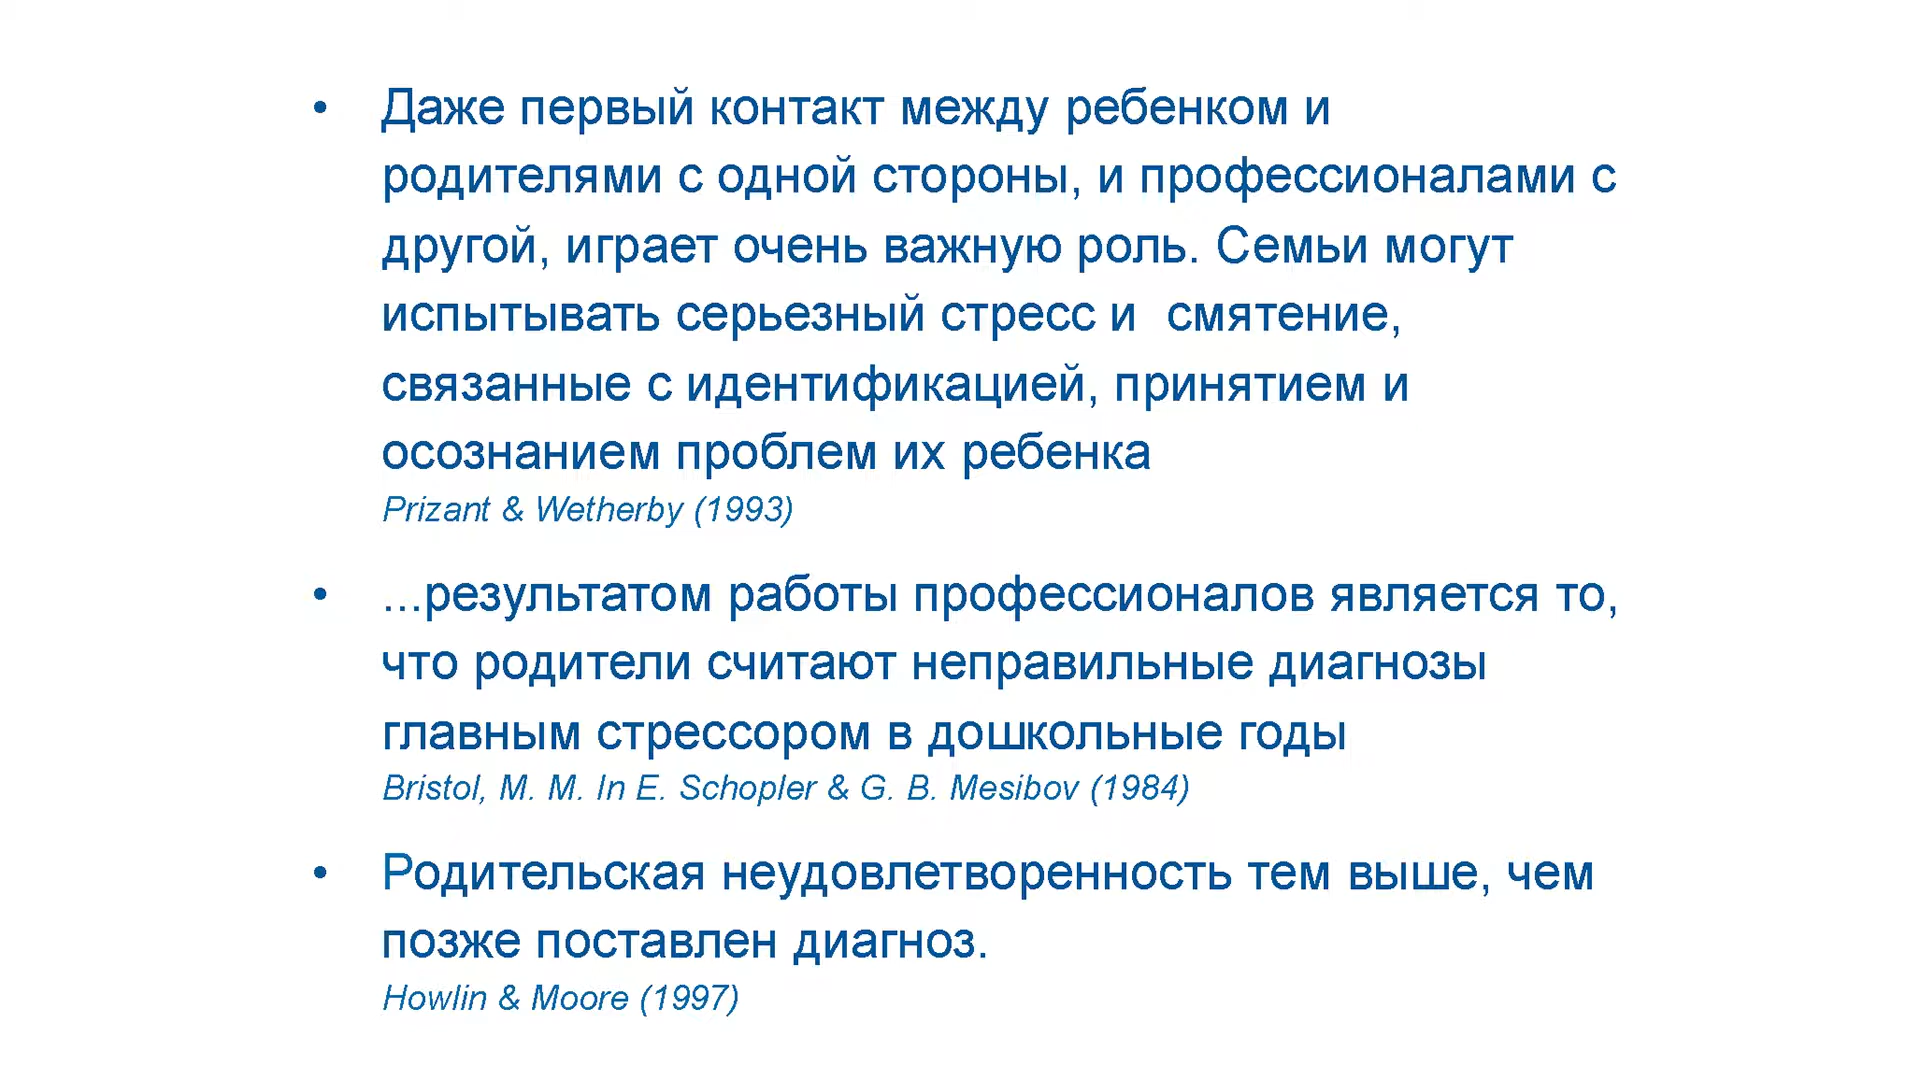 • Даже первый контакт между ребенком и
родителями с одной стороны, и профессионалами с
другой, играет очень важную роль. Семьи могут
испытывать серьезный стресс и  смятение,
связанные с идентификацией, принятием и
осознанием проблем их ребенка
Prizant & Wetherby (1993)
• ...результатом работы профессионалов является то,
что родители считают неправильные диагнозы
главным стрессором в дошкольные годы
Bristol, M. M. In E. Schopler & G. B. Mesibov (1984)
• Родительская неудовлетворенность тем выше, чем
позже поставлен диагноз.
Howlin & Moore (1997)